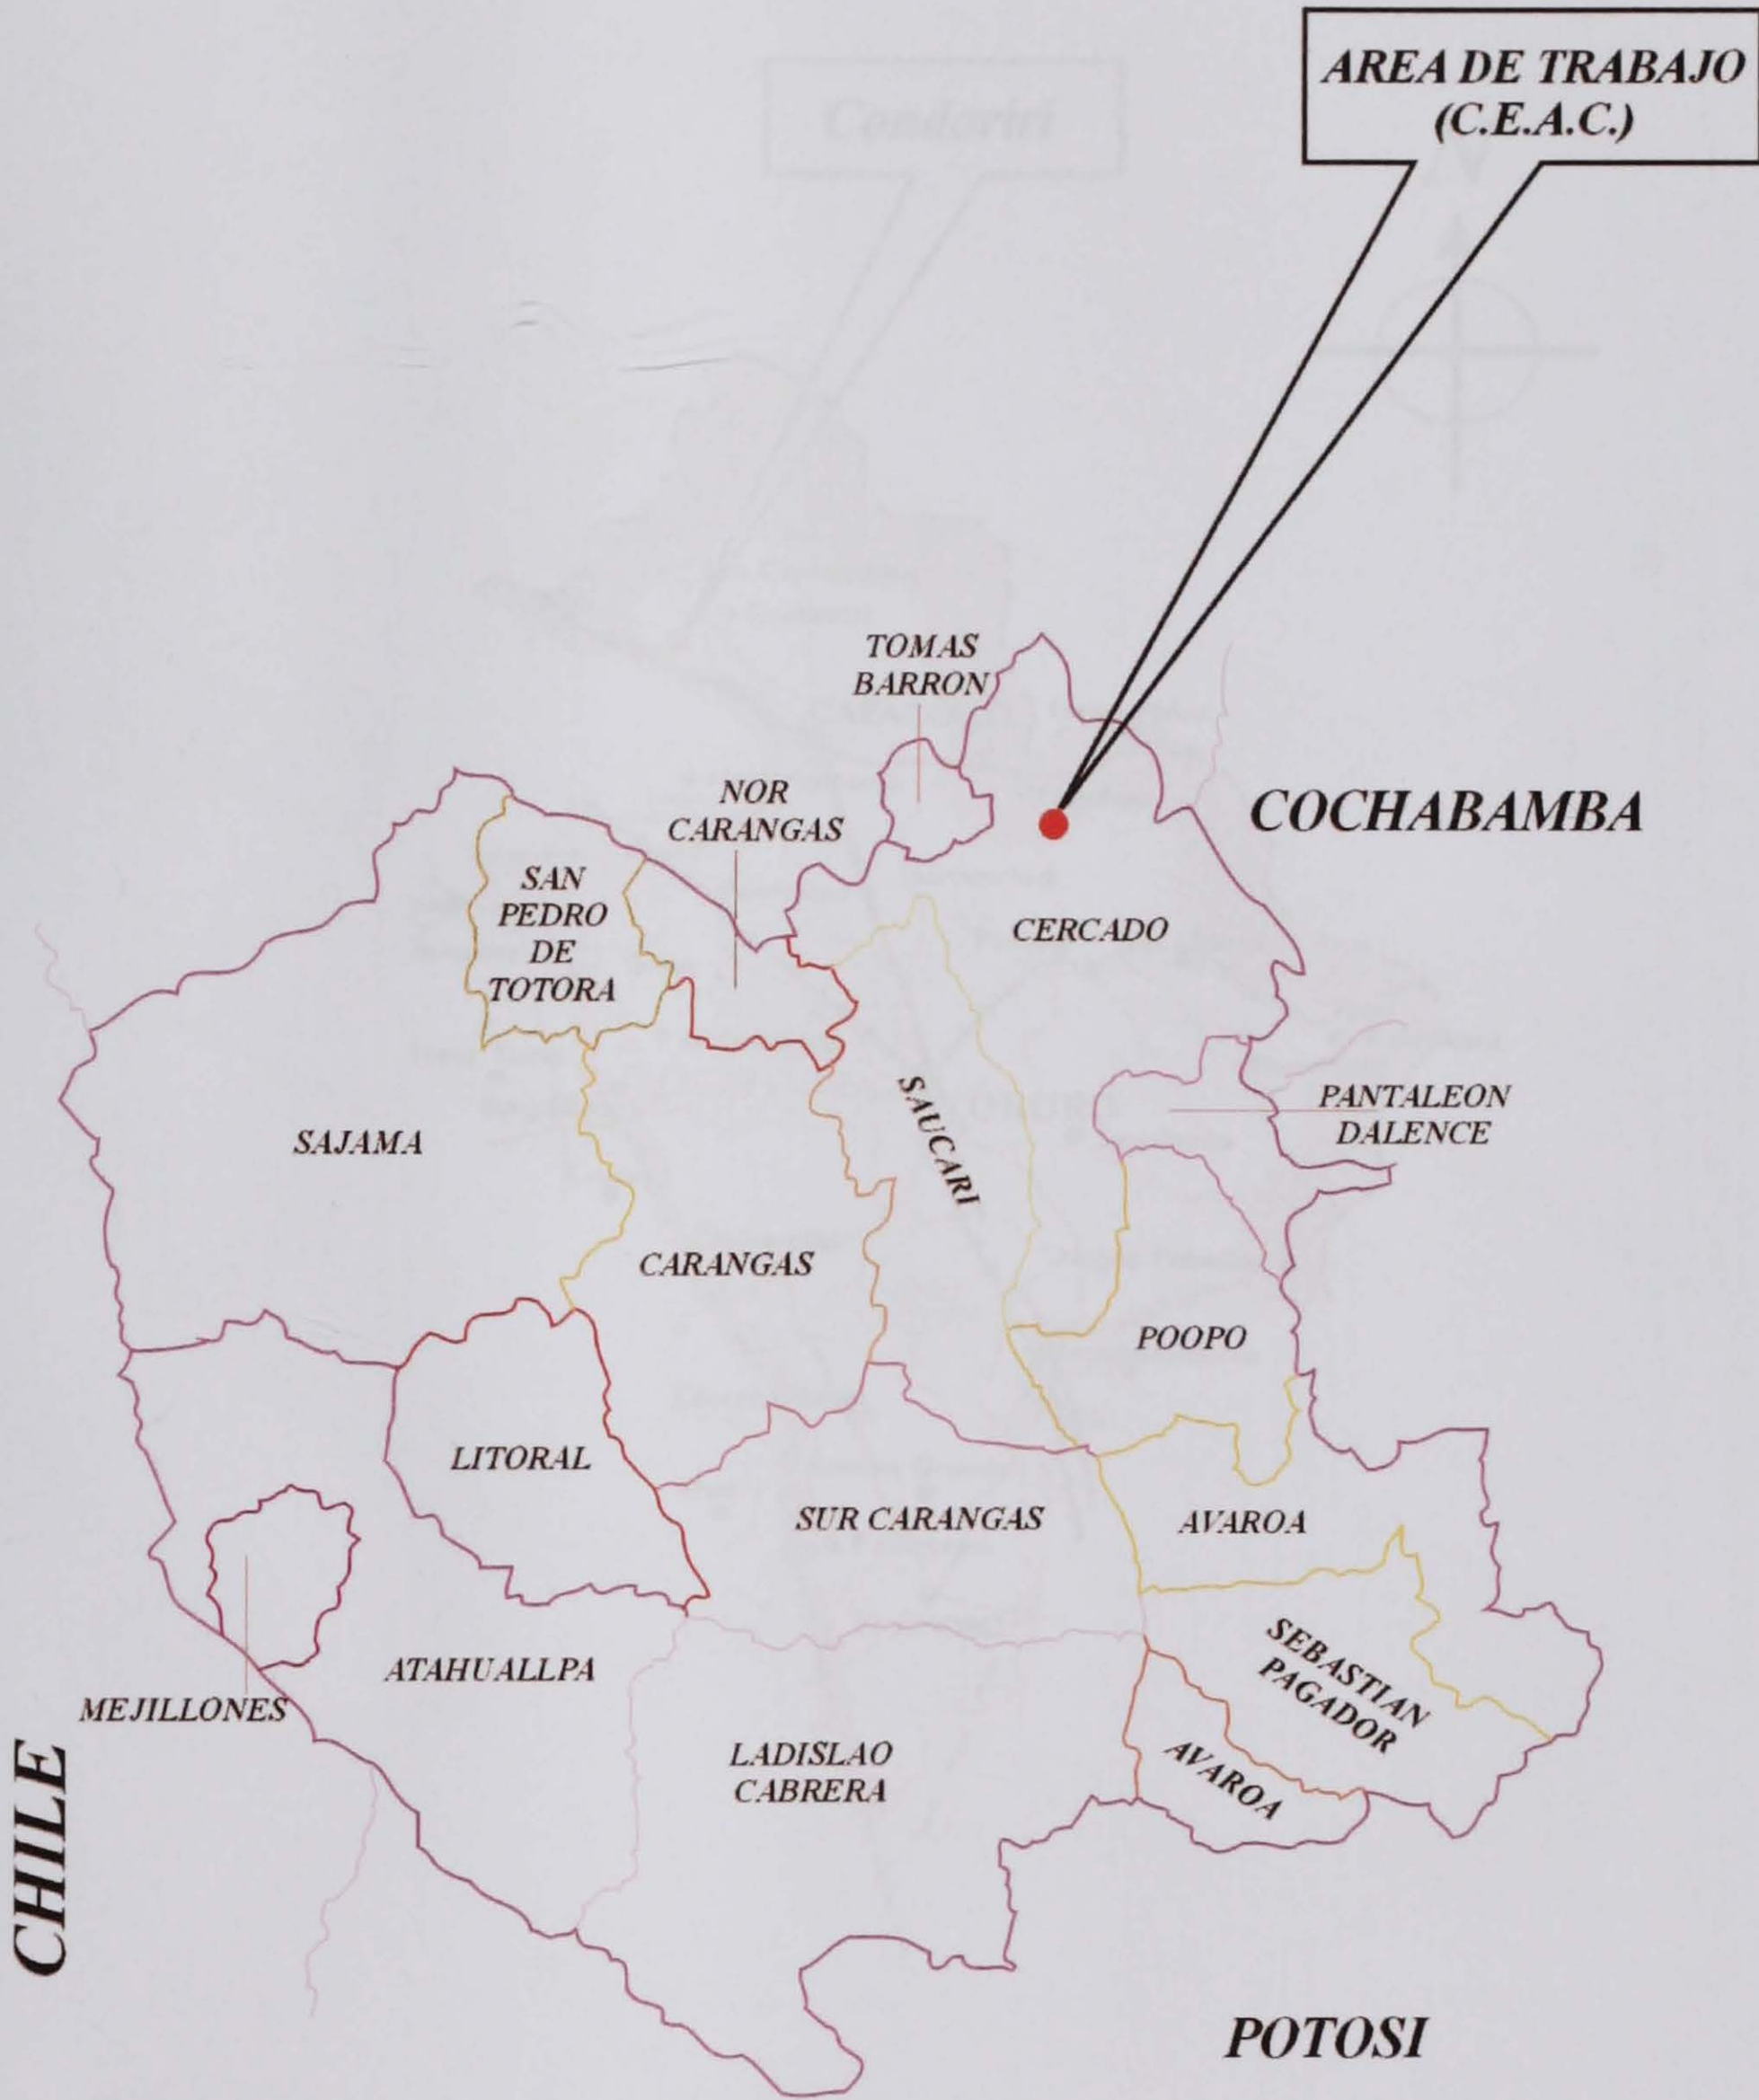 AREA DE TRABAJO
(C.E.A.C.)
Condoriri
TOMAS
BARRON
NOR
CARANGAS
COCHABAMBA
SAN
PEDRO
DE
TOTORA
CERCADO
SAUCARI
PANTALEON
DALENCE
SAJAMA
CARANGAS
POOPO
LITORAL
SUR CARANGAS
AVAROA
SEBASTIAN
PAGADOR
ATAHUALLPA
MEJILLONES
LADISLAO
CABRERA
AVAROA
CHILE
POTOSI